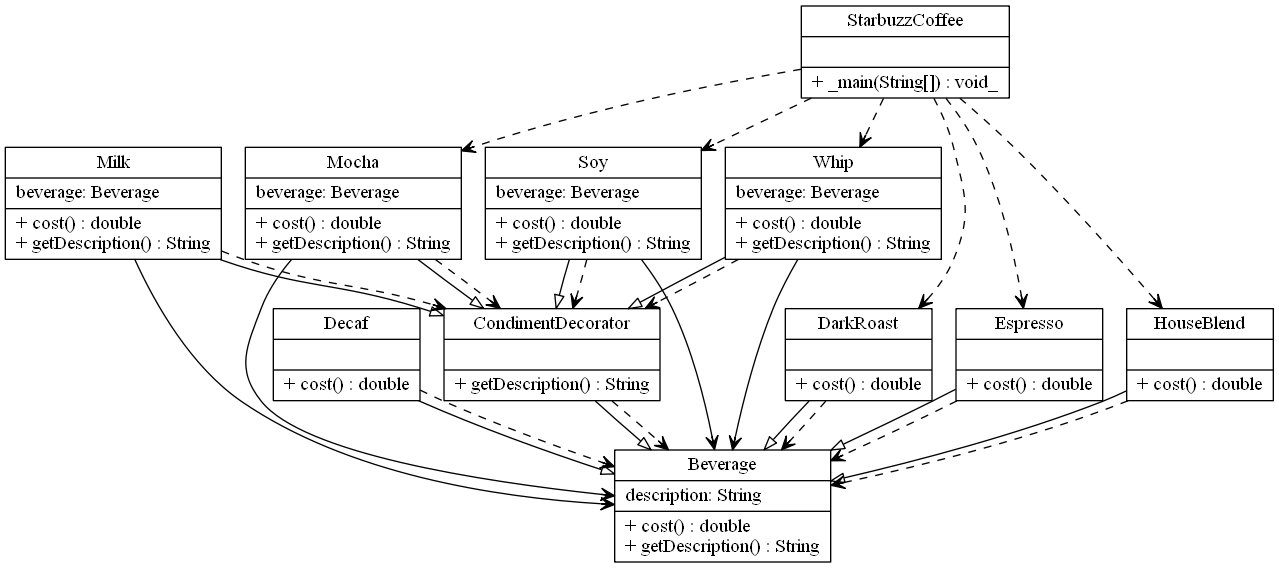 StarbuzzCoffee
+ _main(String[]) : void_
Milk
beverage: Beverage
+ cost() : double
+ getDescription() : String
Mocha
beverage: Beverage
+ cost() : double
+ getDescription() : String
Soy
beverage: Beverage
+ cost() : double
+ getDescription() : String
Whip
beverage: Beverage
+ cost() : double
+ getDescription() : String
Decaf
+ cost() : double
CondimentDecorator
+ getDescription() : String
DarkRoast
+ cost() : double
Espresso
+ cost() : double
HouseBlend
+ cost() : double
Beverage
description: String
+ cost() : double
+ getDescription() : String